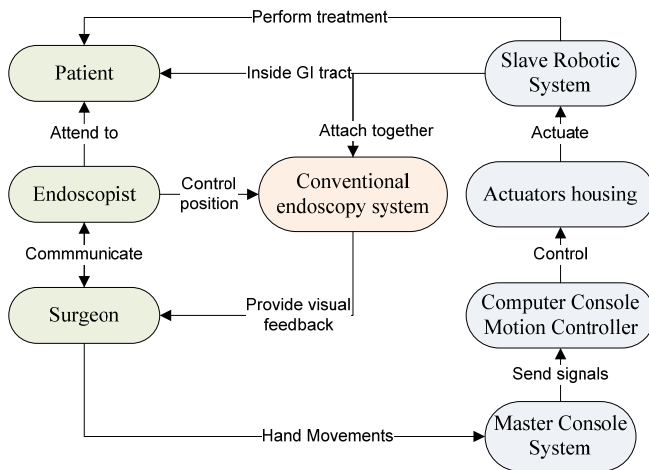 Perform treatment
Patient
Slave Robotic
System
Inside GI tract
Attend to
Attach together
Actuate
Endoscopist
Control
position
Conventional
endoscopy system
Actuators housing
Commmunicate
Control
Surgeon
Provide visual
feedback
Computer Console
Motion Controller
Send signals
Hand Movements
Master Console
System